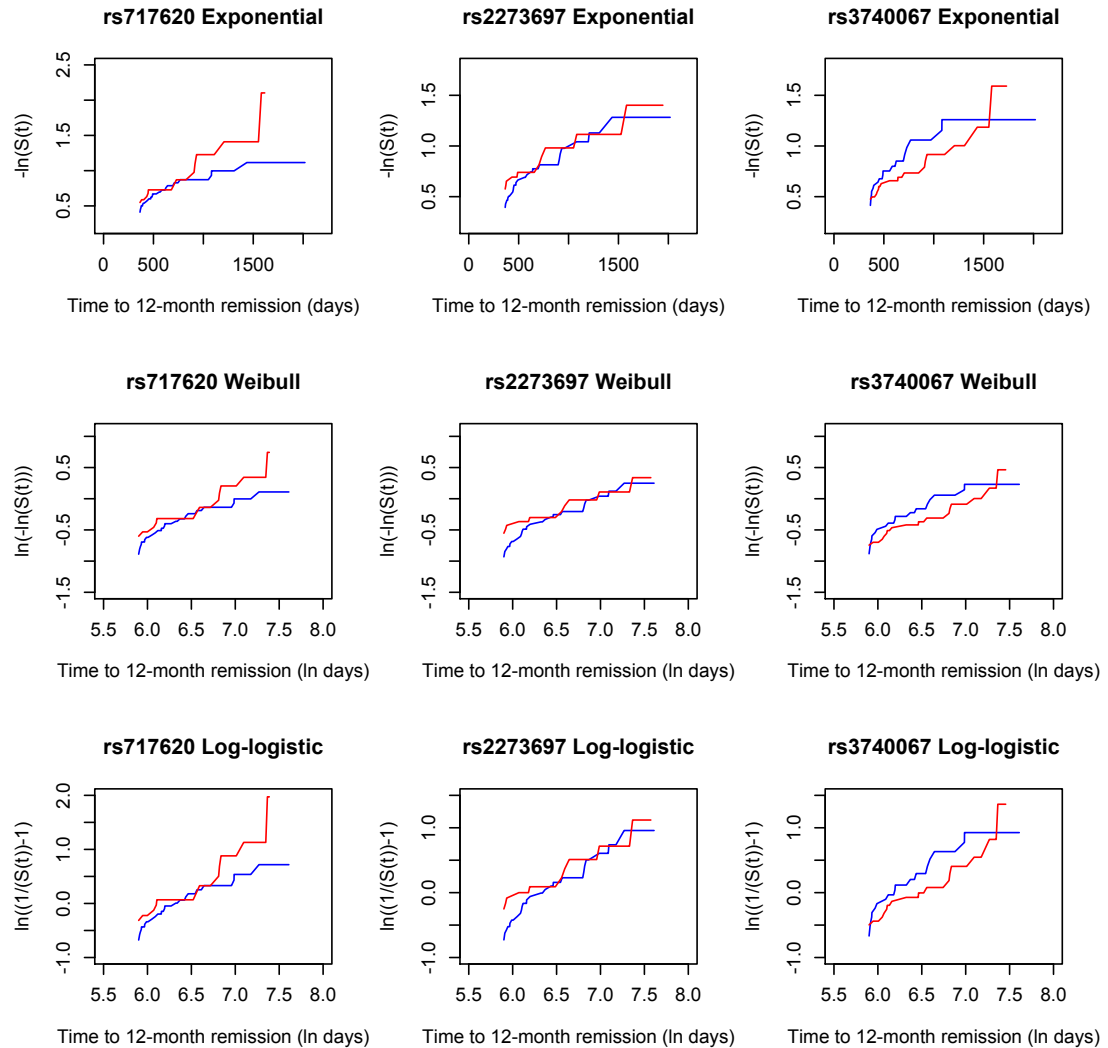 rs717620 Exponential
rs2273697 Exponential
rs3740067 Exponential
-ln(S(t))
0.5 1.5 2.5
0 500 1500
Time to 12-month remission (days)
-ln(S(t))
0.5 1.0 1.5
0 500 1500
Time to 12-month remission (days)
-ln(S(t))
0.5 1.0 1.5
0 500 1500
Time to 12-month remission (days)
rs717620 Weibull
rs2273697 Weibull
rs3740067 Weibull
ln(-ln(S(t)))
-1.5 -0.5 0.5
5.5 6.0 6.5 7.0 7.5 8.0
Time to 12-month remission (ln days)
ln(-ln(S(t)))
-1.5 -0.5 0.5
5.5 6.0 6.5 7.0 7.5 8.0
Time to 12-month remission (ln days)
ln(-ln(S(t)))
-1.5 -0.5 0.5
5.5 6.0 6.5 7.0 7.5 8.0
Time to 12-month remission (ln days)
rs717620 Log-logistic
rs2273697 Log-logistic
rs3740067 Log-logistic
ln((1/(S(t))-1)
-1.0 0.0 1.0 2.0
5.5 6.0 6.5 7.0 7.5 8.0
Time to 12-month remission (ln days)
ln((1/(S(t))-1)
-1.0 0.0 1.0
5.5 6.0 6.5 7.0 7.5 8.0
Time to 12-month remission (ln days)
ln((1/(S(t))-1)
-1.0 0.0 1.0
5.5 6.0 6.5 7.0 7.5 8.0
Time to 12-month remission (ln days)